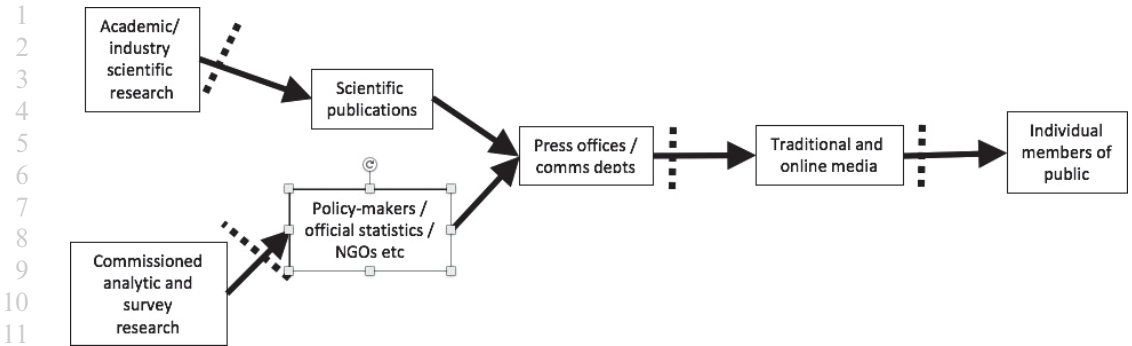 1
2
3
4
5
6
7
8
9
10
11
Academic/
industry
scientific
research
Scientific
publications
Policy-makers /
official statistics /
NGOs etc
Commissioned
analytic and
survey
research
Press offices /
comms depts
Traditional and
online media
Individual
members of
public